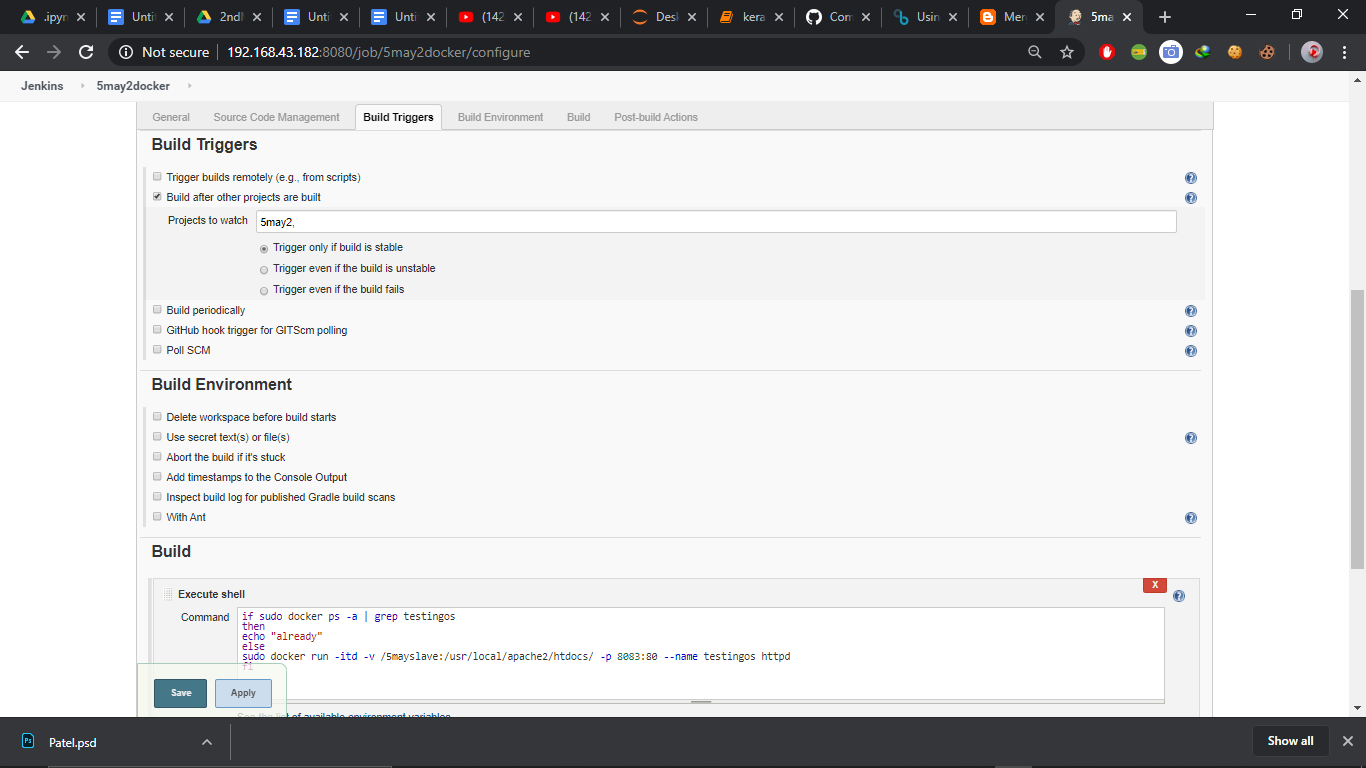 .ipyn
Unti
2ndM
Unti
Unti
(142
(142
Desk
kera
Com
Usin
Mer
5ma
Not secure
192.168.43.182:8080/job/5may2docker/configure
Jenkins
5may2docker
General
Source Code Management
Build Triggers
Build Environment
Build
Post-build Actions
Build Triggers
Trigger builds remotely (e.g., from scripts)
Build after other projects are built
Projects to watch
5may2,
Trigger only if build is stable
Trigger even if the build is unstable
Trigger even if the build fails
Build periodically
GitHub hook trigger for GITScm polling
Poll SCM
Build Environment
Delete workspace before build starts
Use secret text(s) or file(s)
Abort the build if it's stuck
Add timestamps to the Console Output
Inspect build log for published Gradle build scans
With Ant
Build
X
Execute shell
Command
if sudo docker ps -a | grep testingos
then
echo "already"
else
sudo docker run -itd -v /5mayslave:/usr/local/apache2/htdocs/ -p 8083:80 --name testingos httpd
fi
Save
Apply
See the list of available environment variables
Ps
Patel.psd
Show all